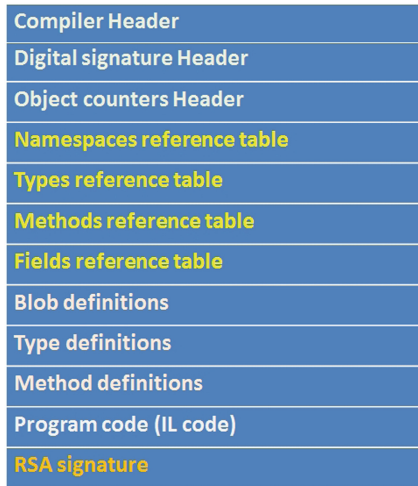 Compiler Header
Digital signature Header
Object counters Header
Namespaces reference table
Types reference table
Methods reference table
Fields reference table
Blob definitions
Type definitions
Method definitions
Program code (IL code)
RSA signature